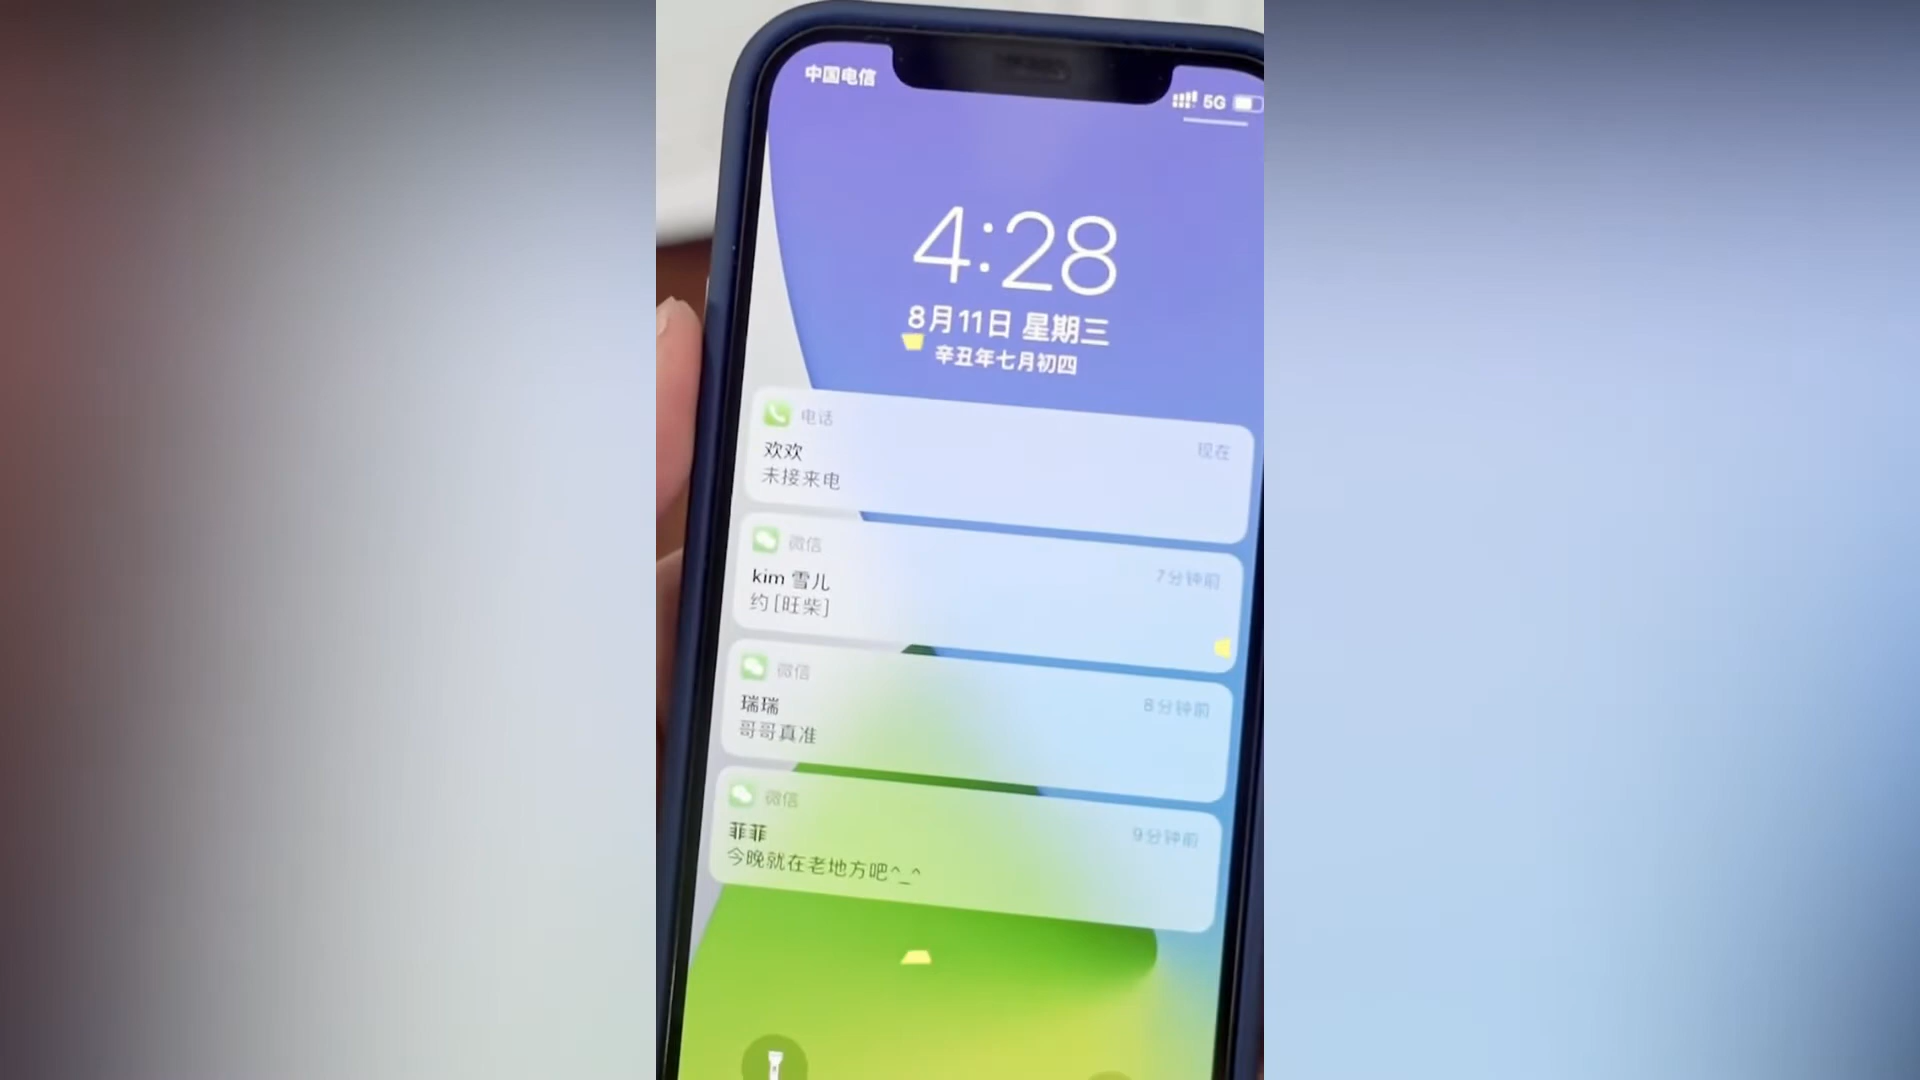 中国电信
5G
4:28
8月11日 星期三
辛丑年七月初四
电话
现在
欢欢
未接来电
微信
7分钟前
kim 雪儿
约[旺柴]
微信
8分钟前
瑞瑞
哥哥真准
微信
9分钟前
菲菲
今晚就在老地方吧^_^